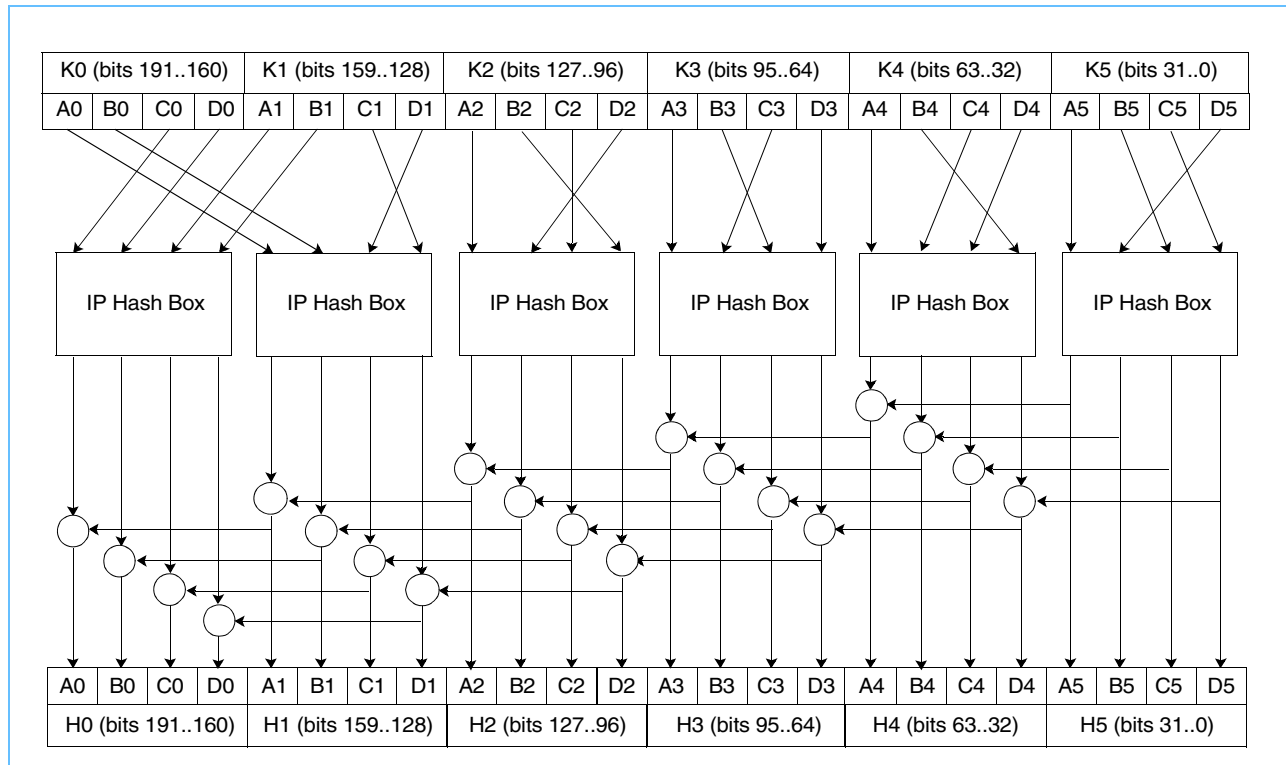 K0 (bits 191..160) K1 (bits 159..128) K2 (bits 127..96) K3 (bits 95..64) K4 (bits 63..32) K5 (bits 31..0)
A0 B0 C0 D0 A1 B1 C1 D1 A2 B2 C2 D2 A3 B3 C3 D3 A4 B4 C4 D4 A5 B5 C5 D5
IP Hash Box IP Hash Box IP Hash Box IP Hash Box IP Hash Box IP Hash Box
A0 B0 C0 D0 A1 B1 C1 D1 A2 B2 C2 D2 A3 B3 C3 D3 A4 B4 C4 D4 A5 B5 C5 D5
H0 (bits 191..160) H1 (bits 159..128) H2 (bits 127..96) H3 (bits 95..64) H4 (bits 63..32) H5 (bits 31..0)